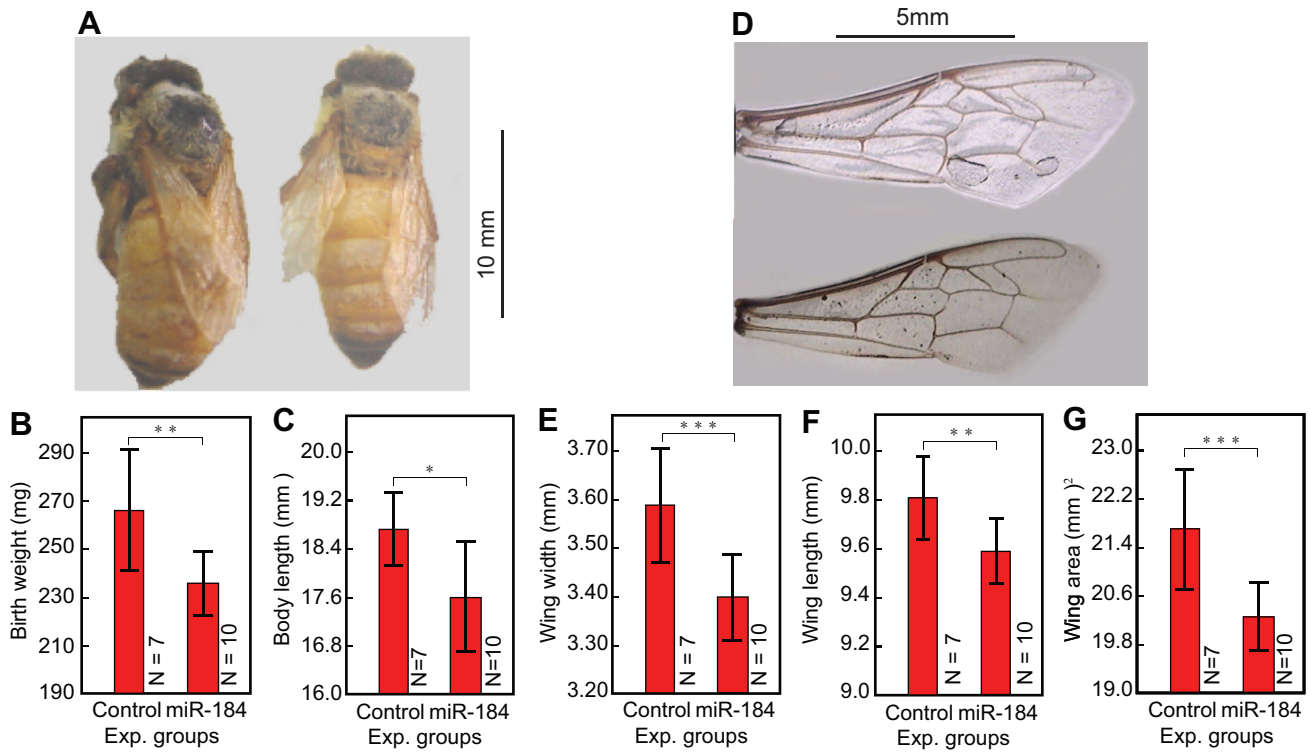 A
10 mm
D
5mm
B
Birth weight (mg)
290
270
250
230
210
190
**
N = 7
N = 10
Control miR-184
Exp. groups
C
Body length (mm )
20.0
19.2
18.4
17.6
16.8
16.0
*
N=7
N=10
Control miR-184
Exp. groups
E
Wing width (mm)
3.70
3.60
3.50
3.40
3.30
3.20
***
N = 7
N = 10
Control miR-184
Exp. groups
F
Wing length (mm)
10.0
9.8
9.6
9.4
9.2
9.0
**
N = 7
N = 10
Control miR-184
Exp. groups
G
Wing area (mm )²
23.0
22.2
21.4
20.6
19.8
19.0
***
N=7
N=10
Control miR-184
Exp. groups